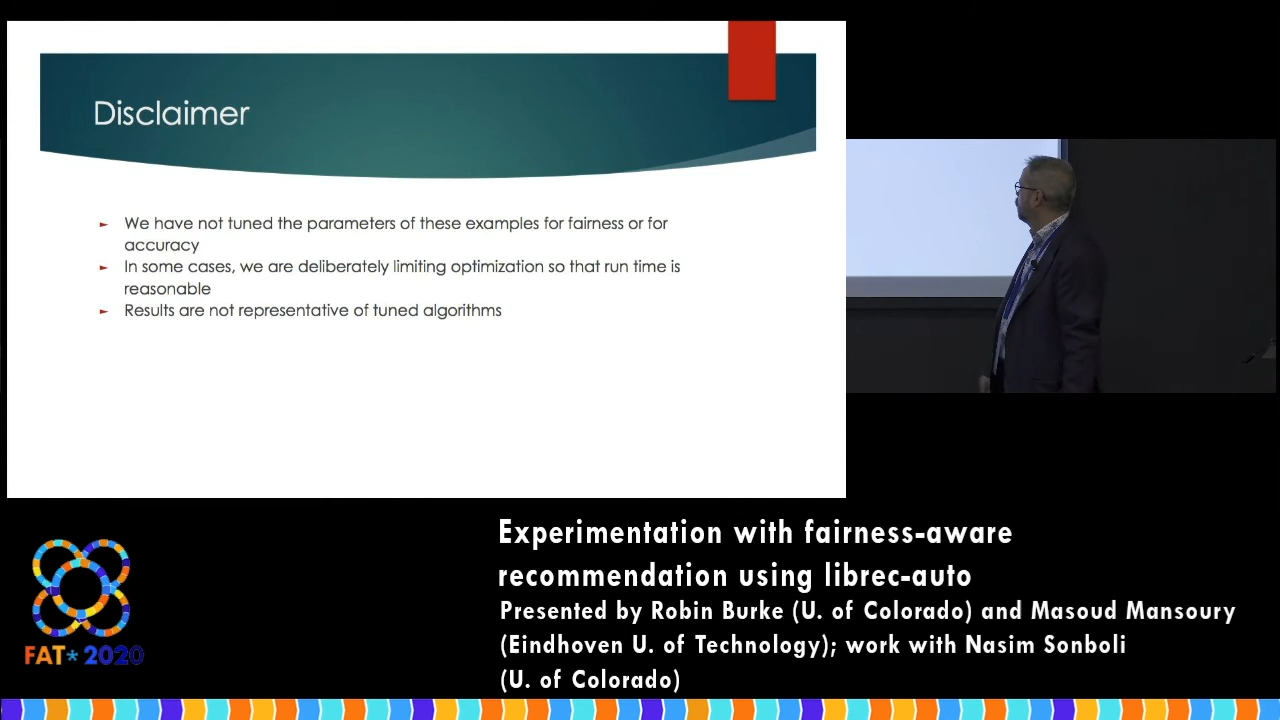 Disclaimer
► We have not tuned the parameters of these examples for fairness or for
accuracy
► In some cases, we are deliberately limiting optimization so that run time is
reasonable
► Results are not representative of tuned algorithms
Experimentation with fairness-aware
recommendation using librec-auto
Presented by Robin Burke (U. of Colorado) and Masoud Mansoury
(Eindhoven U. of Technology); work with Nasim Sonboli
(U. of Colorado)
FAT* 2020